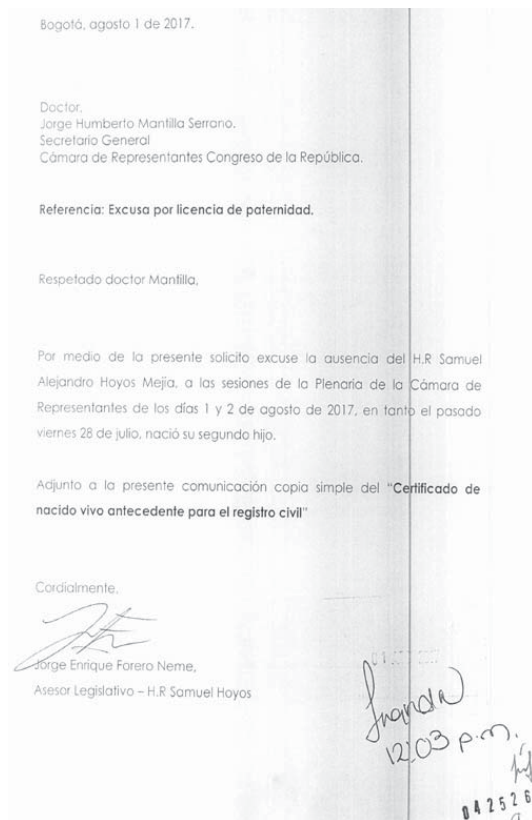 Bogotá, agosto 1 de 2017.
Doctor.
Jorge Humberto Mantilla Serrano.
Secretario General
Cámara de Representantes Congreso de la República.
Referencia: Excusa por licencia de paternidad.
Respetado doctor Mantilla,
Por medio de la presente solicito excuse la ausencia del H.R Samuel
Alejandro Hoyos Mejía, a las sesiones de la Plenaria de la Cámara de
Representantes de los días 1 y 2 de agosto de 2017, en tanto el pasado
viernes 28 de julio, nació su segundo hijo.
Adjunto a la presente comunicación copia simple del "Certificado de
nacido vivo antecedente para el registro civil"
Cordialmente,
Jorge Enrique Forero Neme,
Asesor Legislativo – H.R Samuel Hoyos
12:03 p.m.
042526